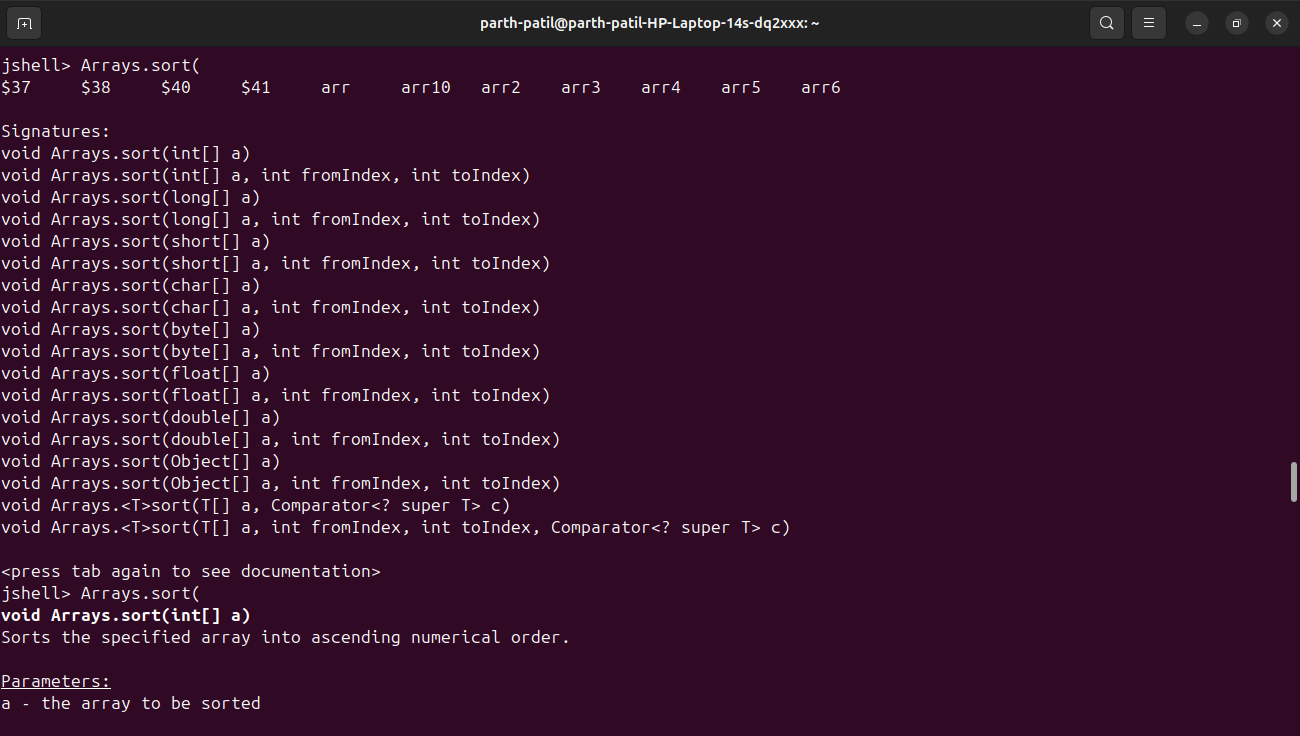 parth-patil@parth-patil-HP-Laptop-14s-dq2xxx: ~
jshell> Arrays.sort(
$37     $38     $40     $41     arr     arr10   arr2    arr3    arr4    arr5    arr6
Signatures:
void Arrays.sort(int[] a)
void Arrays.sort(int[] a, int fromIndex, int toIndex)
void Arrays.sort(long[] a)
void Arrays.sort(long[] a, int fromIndex, int toIndex)
void Arrays.sort(short[] a)
void Arrays.sort(short[] a, int fromIndex, int toIndex)
void Arrays.sort(char[] a)
void Arrays.sort(char[] a, int fromIndex, int toIndex)
void Arrays.sort(byte[] a)
void Arrays.sort(byte[] a, int fromIndex, int toIndex)
void Arrays.sort(float[] a)
void Arrays.sort(float[] a, int fromIndex, int toIndex)
void Arrays.sort(double[] a)
void Arrays.sort(double[] a, int fromIndex, int toIndex)
void Arrays.sort(Object[] a)
void Arrays.sort(Object[] a, int fromIndex, int toIndex)
void Arrays.<T>sort(T[] a, Comparator<? super T> c)
void Arrays.<T>sort(T[] a, int fromIndex, int toIndex, Comparator<? super T> c)
<press tab again to see documentation>
jshell> Arrays.sort(
void Arrays.sort(int[] a)
Sorts the specified array into ascending numerical order.
Parameters:
a - the array to be sorted